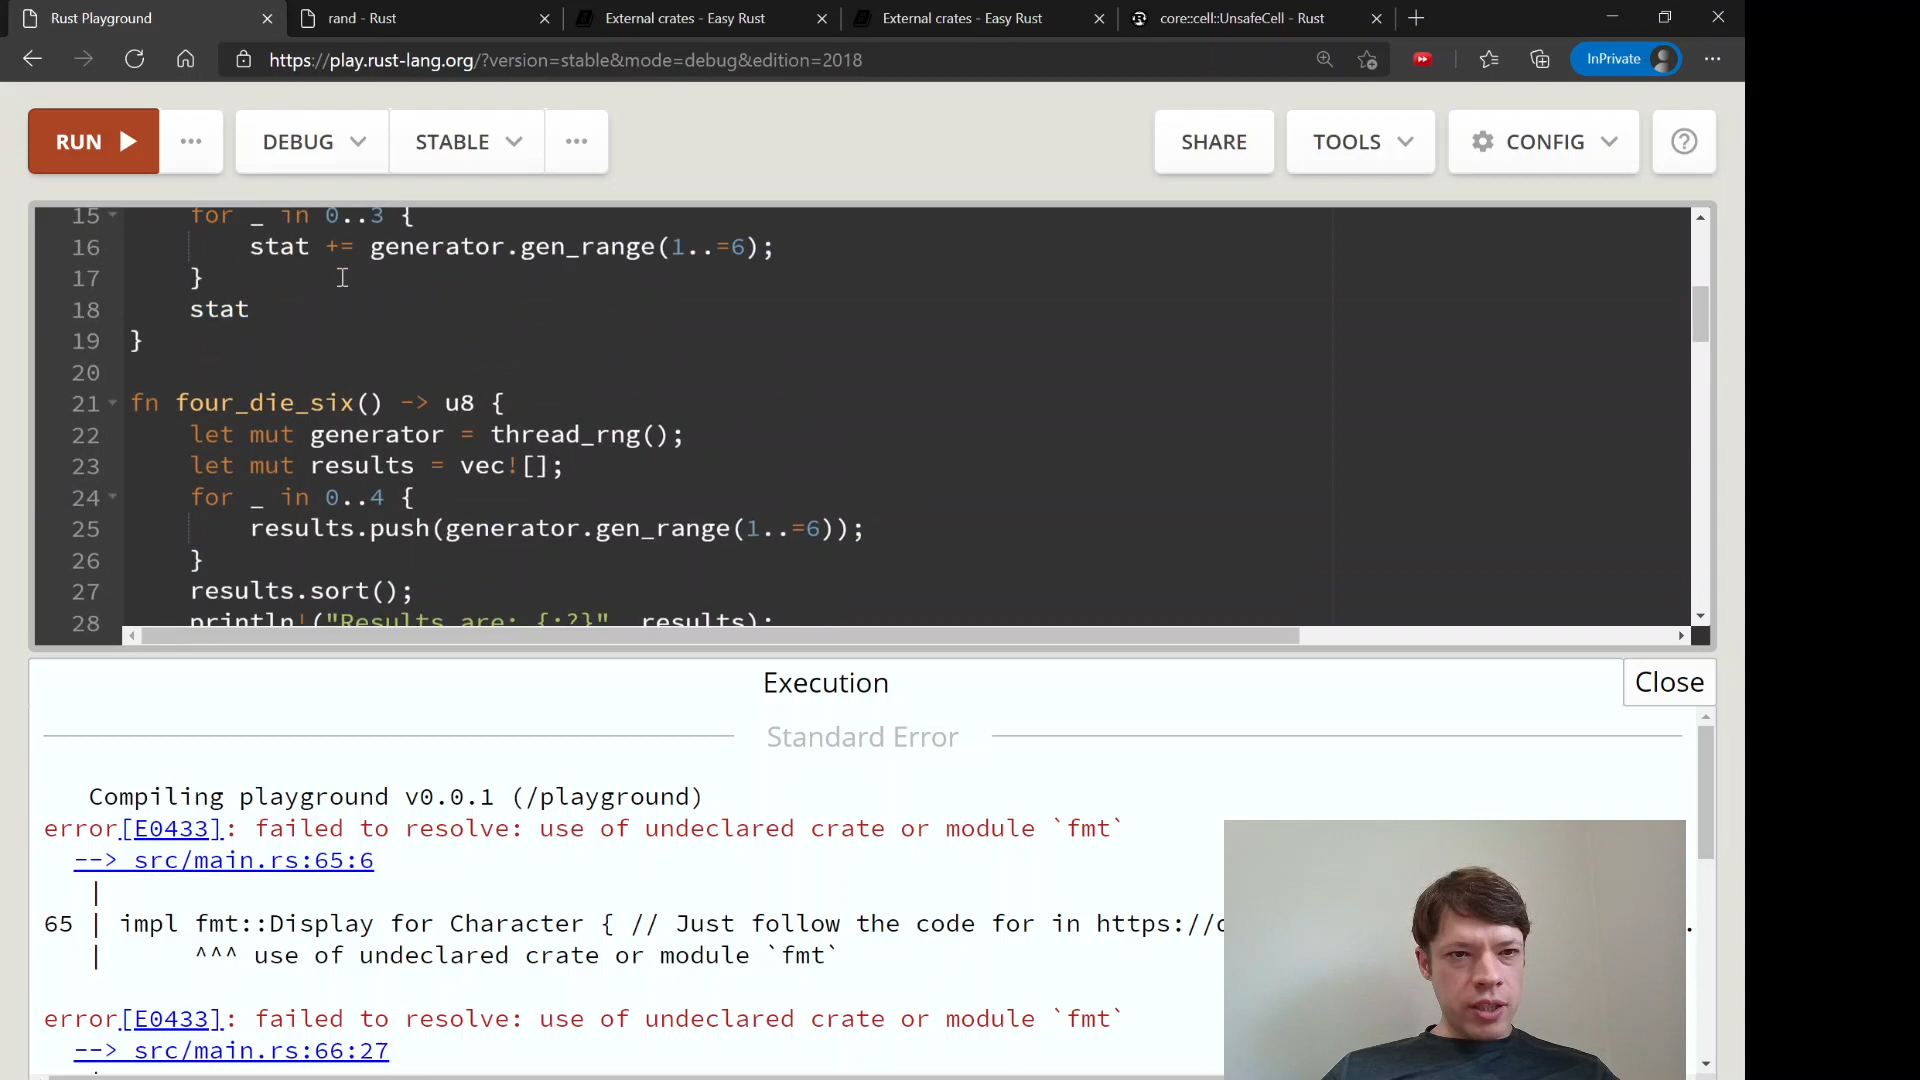 Rust Playground
rand - Rust
External crates - Easy Rust
External crates - Easy Rust
core::cell::UnsafeCell - Rust
https://play.rust-lang.org/?version=stable&mode=debug&edition=2018
InPrivate
RUN
DEBUG
STABLE
SHARE
TOOLS
CONFIG
15 for _ in 0..3 {
16 stat += generator.gen_range(1..=6);
17 }
18 stat
19 }
20
21 fn four_die_six() -> u8 {
22 let mut generator = thread_rng();
23 let mut results = vec![];
24 for _ in 0..4 {
25 results.push(generator.gen_range(1..=6));
26 }
27 results.sort();
28 println!("Results are: {:?}", results);
Execution
Close
Standard Error
Compiling playground v0.0.1 (/playground)
error[E0433]: failed to resolve: use of undeclared crate or module `fmt`
--> src/main.rs:65:6
|
65 | impl fmt::Display for Character { // Just follow the code for in https://
| ^^^ use of undeclared crate or module `fmt`
error[E0433]: failed to resolve: use of undeclared crate or module `fmt`
--> src/main.rs:66:27